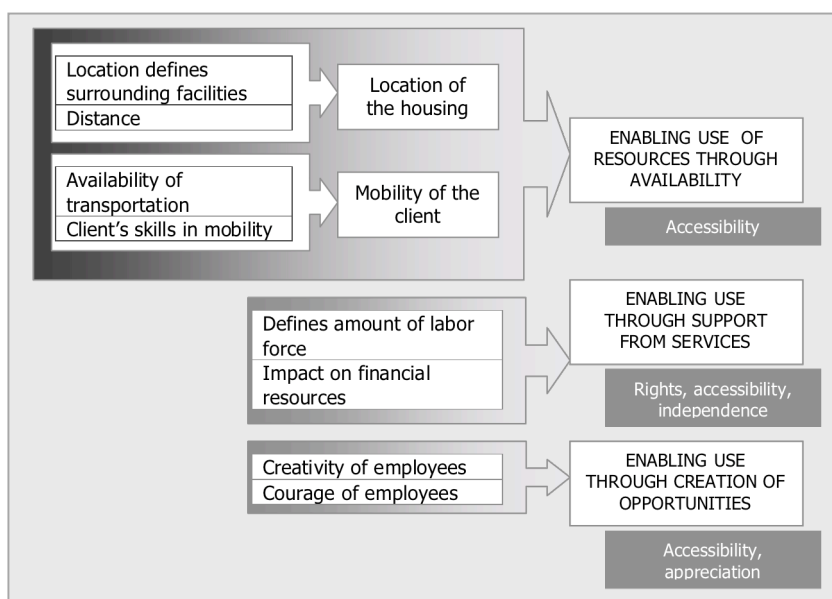 Location defines
surrounding facilities
Distance
Location of
the housing
Availability of
transportation
Client's skills in mobility
Mobility of the
client
ENABLING USE OF
RESOURCES THROUGH
AVAILABILITY
Accessibility
Defines amount of labor
force
Impact on financial
resources
ENABLING USE
THROUGH SUPPORT
FROM SERVICES
Rights, accessibility,
independence
Creativity of employees
Courage of employees
ENABLING USE
THROUGH CREATION OF
OPPORTUNITIES
Accessibility,
appreciation